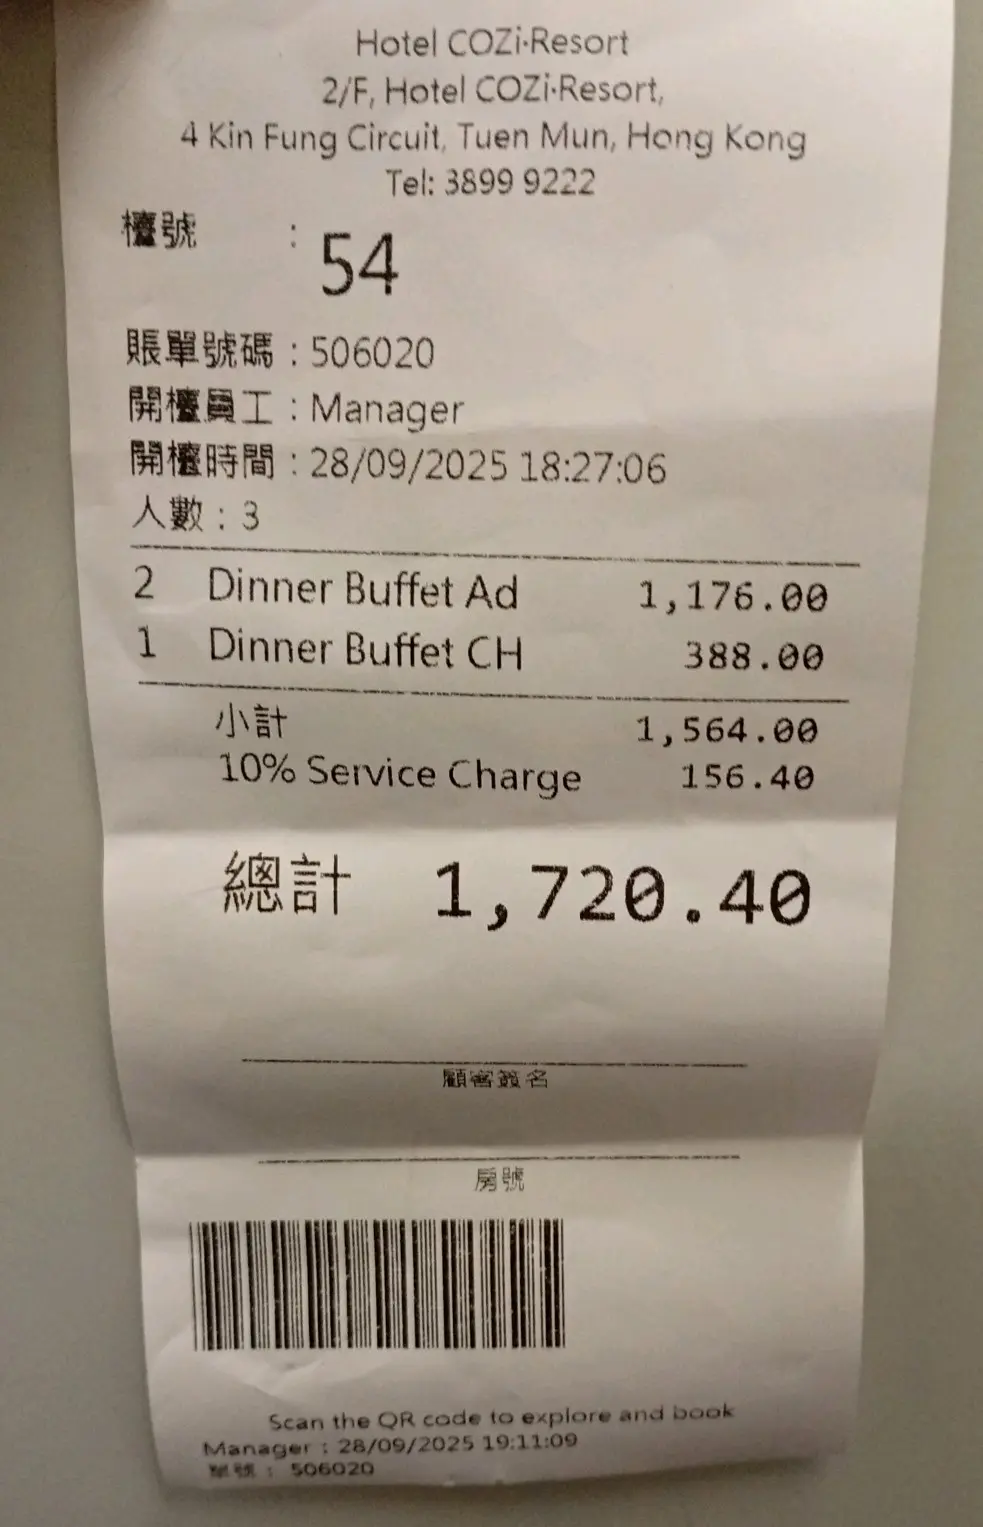 Hotel COZi·Resort
2/F, Hotel COZi·Resort,
4 Kin Fung Circuit, Tuen Mun, Hong Kong
Tel: 3899 9222
檯號 : 54
賬單號碼 : 506020
開檯員工 : Manager
開檯時間 : 28/09/2025 18:27:06
人數 : 3
2 Dinner Buffet Ad 1,176.00
1 Dinner Buffet CH 388.00
小計 1,564.00
10% Service Charge 156.40
總計 1,720.40
顧客簽名
房號
Scan the QR code to explore and book
Manager : 28/09/2025 19:11:09
單號 : 506020